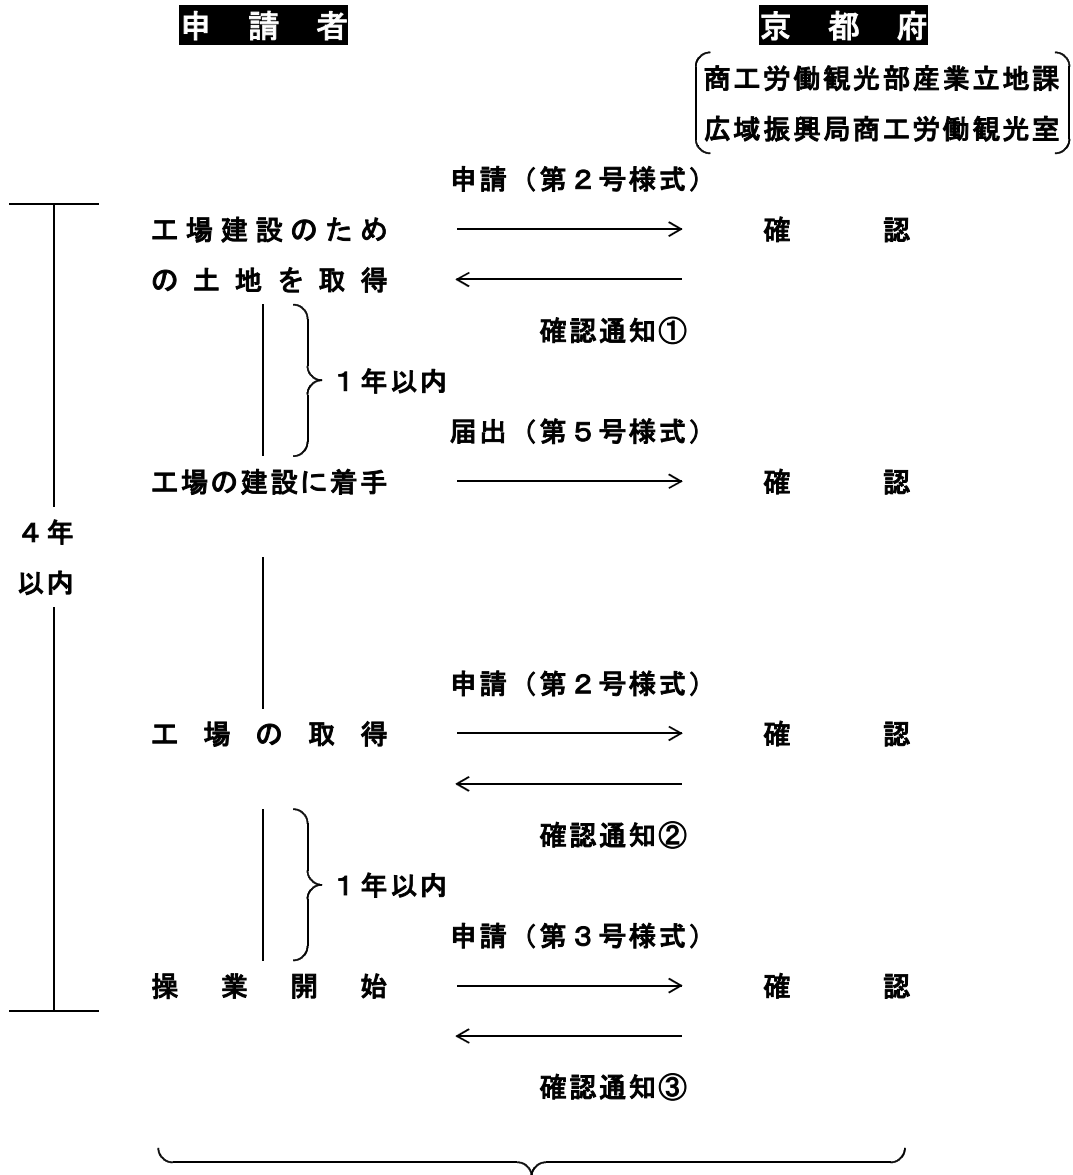 申請者
京都府
商工労働観光部産業立地課
広域振興局商工労働観光室
申請（第２号様式）
工場建設のため
確認
の土地を取得
確認通知①
１年以内
届出（第５号様式）
工場の建設に着手
確認
４年
以内
申請（第２号様式）
工場の取得
確認
確認通知②
１年以内
申請（第３号様式）
操業開始
確認
確認通知③